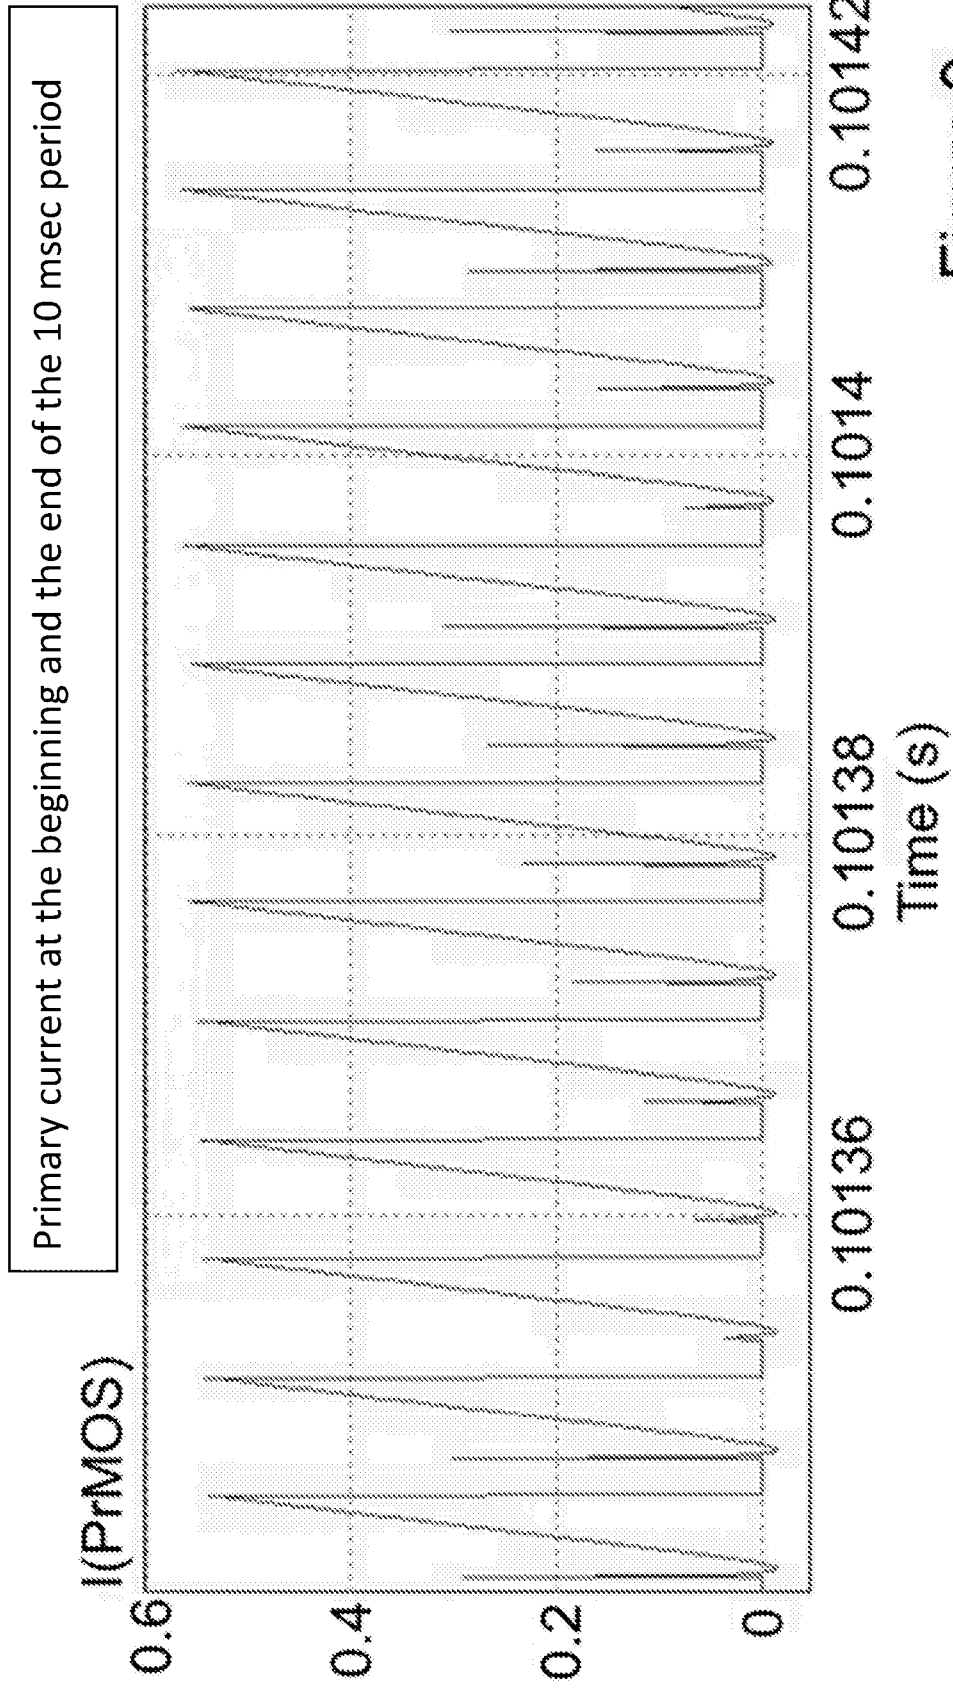 Primary current at the beginning and the end of the 10 msec period
I(PrMOS)
0.6
0.4
0.2
0
0.10136
0.10138
0.1014
0.10142
Time (s)